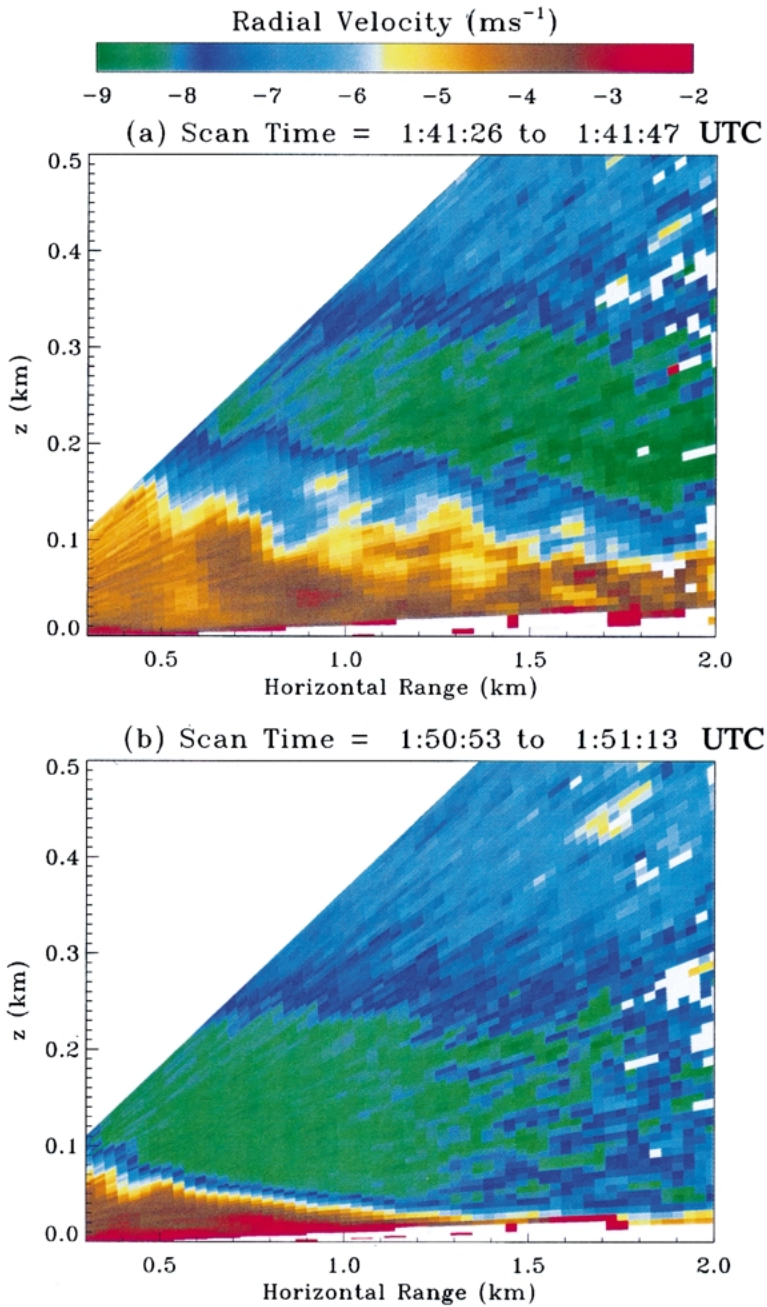 Radial Velocity (ms⁻¹)
-9 -8 -7 -6 -5 -4 -3 -2
(a) Scan Time = 1:41:26 to 1:41:47 UTC
0.5
0.4
0.3
0.2
0.1
0.0
z (km)
0.5 1.0 1.5 2.0
Horizontal Range (km)
(b) Scan Time = 1:50:53 to 1:51:13 UTC
0.5
0.4
0.3
0.2
0.1
0.0
z (km)
0.5 1.0 1.5 2.0
Horizontal Range (km)